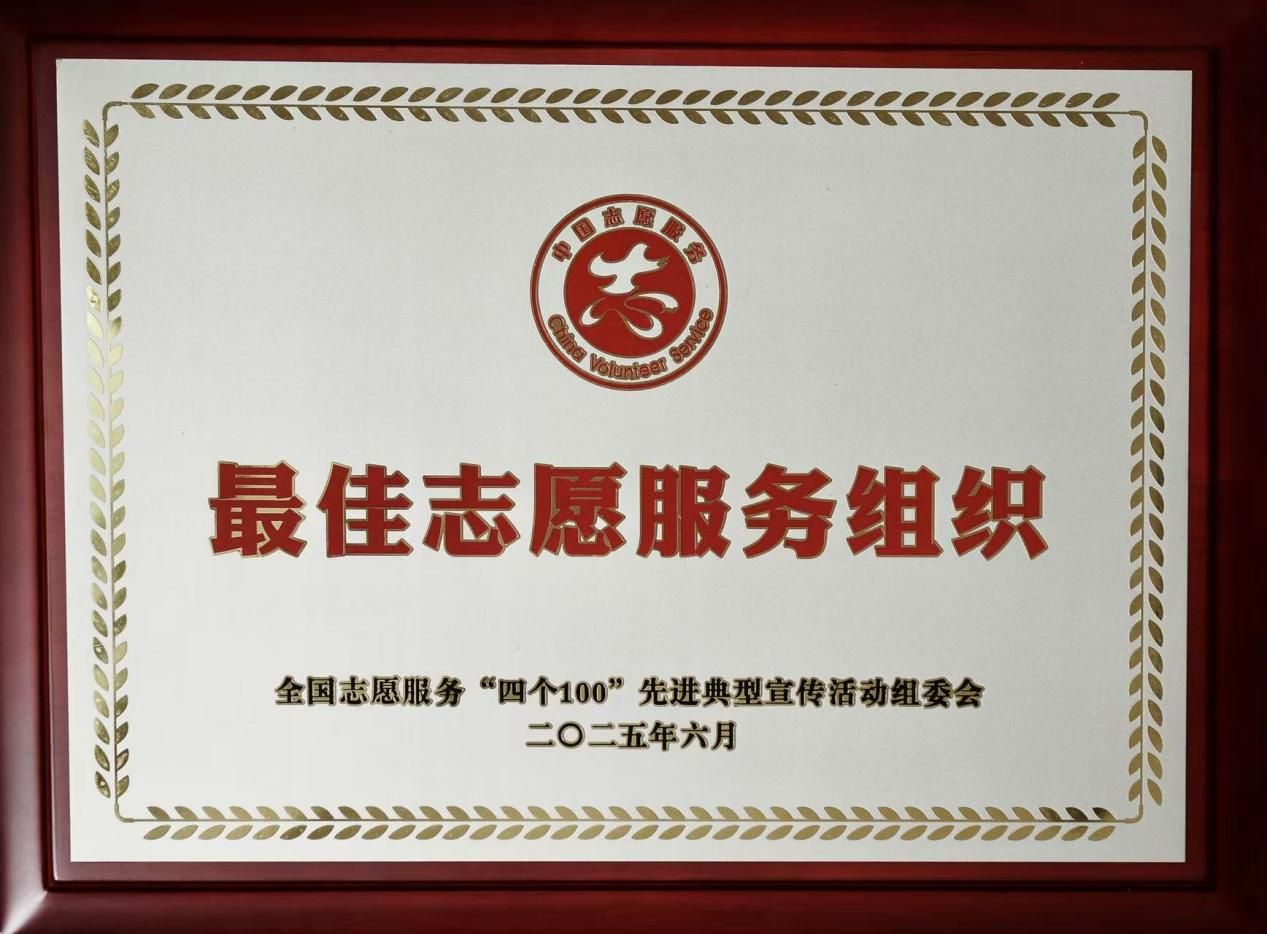 中国志愿服务
China Volunteer Service
最佳志愿服务组织
全国志愿服务“四个100”先进典型宣传活动组委会
二〇二五年六月